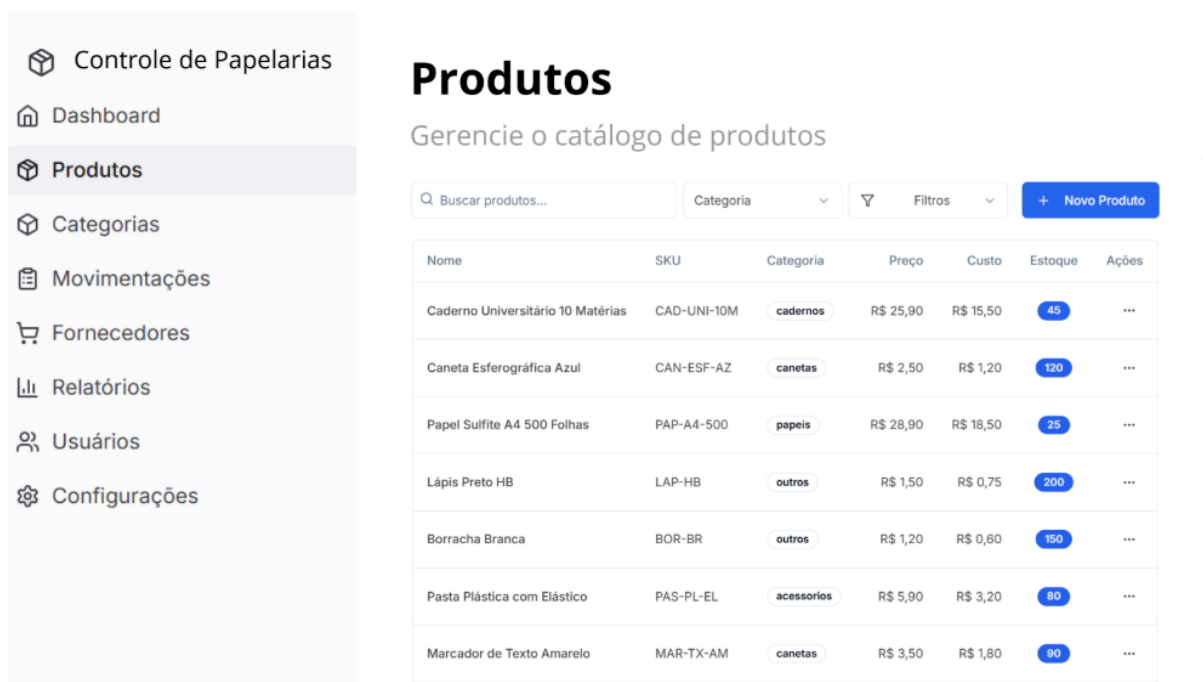 Controle de Papelarias
Dashboard
Produtos
Categorias
Movimentações
Fornecedores
Relatórios
Usuários
Configurações
Produtos
Gerencie o catálogo de produtos
Buscar produtos... Categoria Filtros + Novo Produto
Nome SKU Categoria Preço Custo Estoque Ações
Caderno Universitário 10 Matérias CAD-UNI-10M cadernos R$ 25,90 R$ 15,50 45 ...
Caneta Esferográfica Azul CAN-ESF-AZ canetas R$ 2,50 R$ 1,20 120 ...
Papel Sulfite A4 500 Folhas PAP-A4-500 papeis R$ 28,90 R$ 18,50 25 ...
Lápis Preto HB LAP-HB outros R$ 1,50 R$ 0,75 200 ...
Borracha Branca BOR-BR outros R$ 1,20 R$ 0,60 150 ...
Pasta Plástica com Elástico PAS-PL-EL acessorios R$ 5,90 R$ 3,20 80 ...
Marcador de Texto Amarelo MAR-TX-AM canetas R$ 3,50 R$ 1,80 90 ...